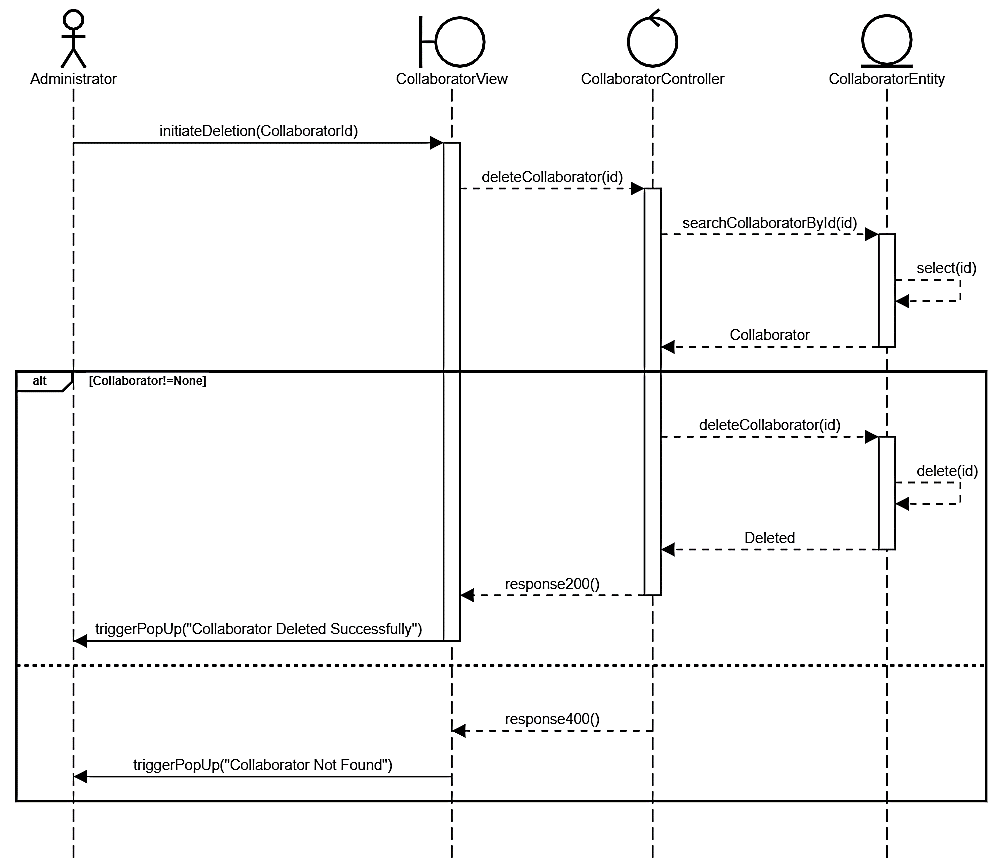 Administrator
CollaboratorView
CollaboratorController
CollaboratorEntity
initiateDeletion(CollaboratorId)
deleteCollaborator(id)
searchCollaboratorById(id)
select(id)
Collaborator
alt
[Collaborator!=None]
deleteCollaborator(id)
delete(id)
Deleted
response200()
triggerPopUp("Collaborator Deleted Successfully")
response400()
triggerPopUp("Collaborator Not Found")